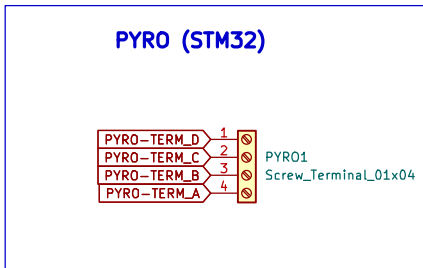 PYRO (STM32)
PYRO-TERM_D 1
PYRO-TERM_C 2
PYRO-TERM_B 3
PYRO-TERM_A 4
PYRO1
Screw_Terminal_01x04